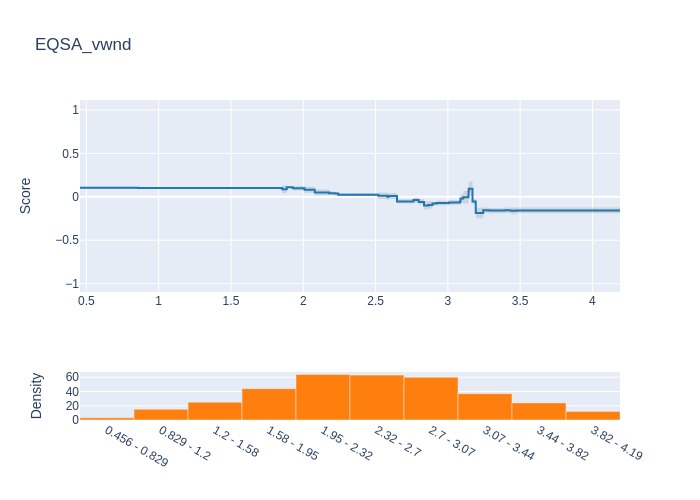 EQSA_vwnd
1
0.5
0
−0.5
−1
Score
0.5 1 1.5 2 2.5 3 3.5 4
60
40
20
0
Density
0.456 - 0.829
0.829 - 1.2
1.2 - 1.58
1.58 - 1.95
1.95 - 2.32
2.32 - 2.7
2.7 - 3.07
3.07 - 3.44
3.44 - 3.82
3.82 - 4.19